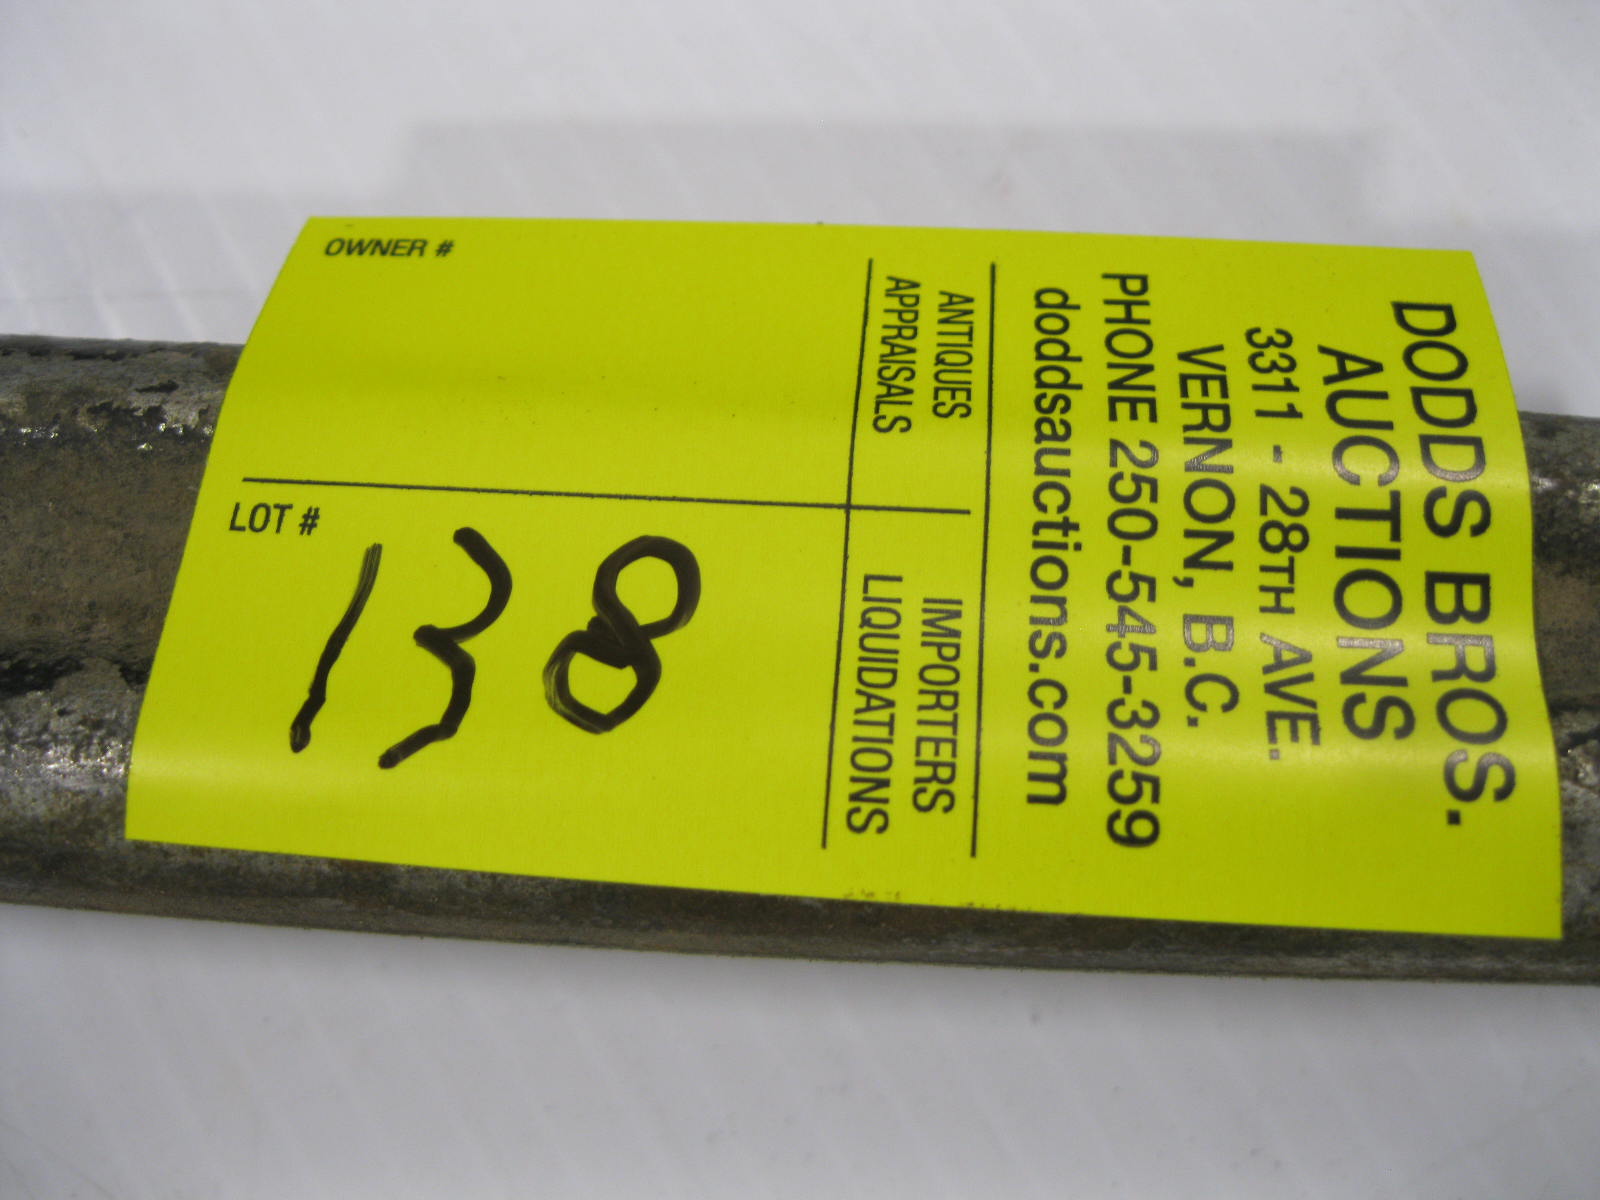 DODDS BROS.
AUCTIONS
3311 - 28TH AVE.
VERNON, B.C.
PHONE 250-545-3259
doddsauctions.com
ANTIQUES
APPRAISALS
IMPORTERS
LIQUIDATIONS
OWNER #
LOT #
138